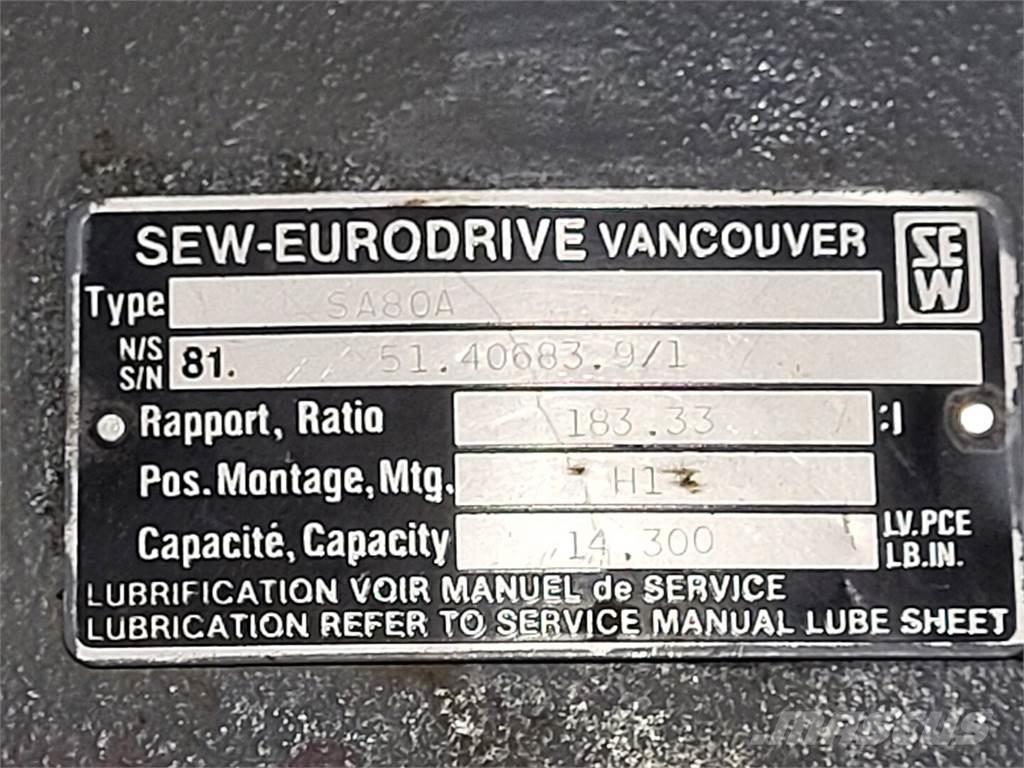 SEW-EURODRIVE VANCOUVER SEW
Type SA80A
N/S S/N 81. 51.40683.9/1
Rapport, Ratio 183.33 :1
Pos. Montage, Mtg. H1
Capacité, Capacity 14.300 LV.PCE LB.IN.
LUBRIFICATION VOIR MANUEL de SERVICE
LUBRICATION REFER TO SERVICE MANUAL LUBE SHEET
MASCUS